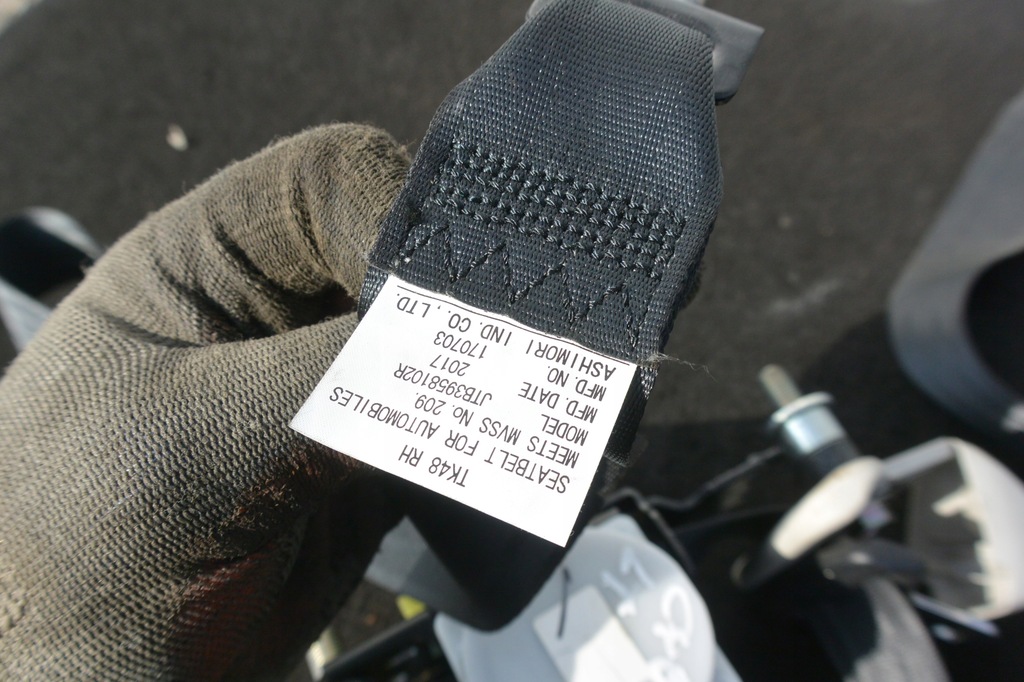 TK48 RH
SEATBELT FOR AUTOMOBILES
MEETS MVSS No. 209.
MODEL JTB3958102R
MFD. DATE 2017
MFD. NO. 170703
ASHIMORI IND. CO., LTD.